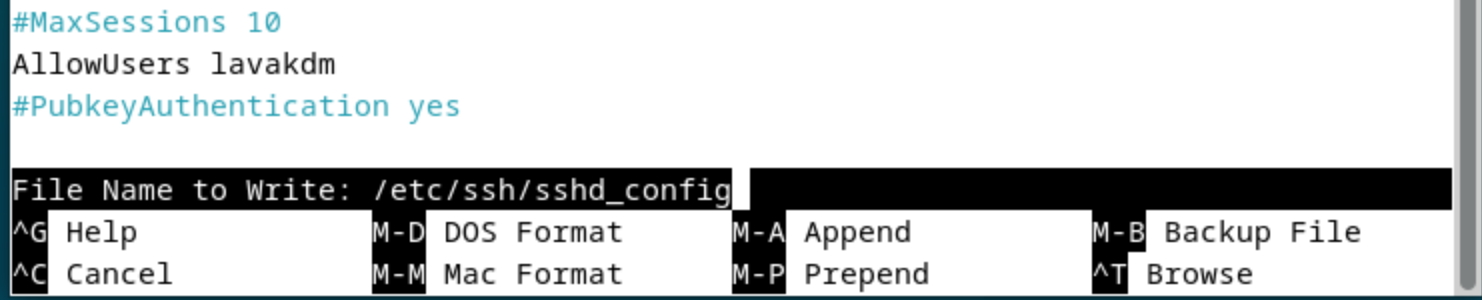 #MaxSessions 10
AllowUsers lavakdm
#PubkeyAuthentication yes
File Name to Write: /etc/ssh/sshd_config
^G Help M-D DOS Format M-A Append M-B Backup File
^C Cancel M-M Mac Format M-P Prepend ^T Browse